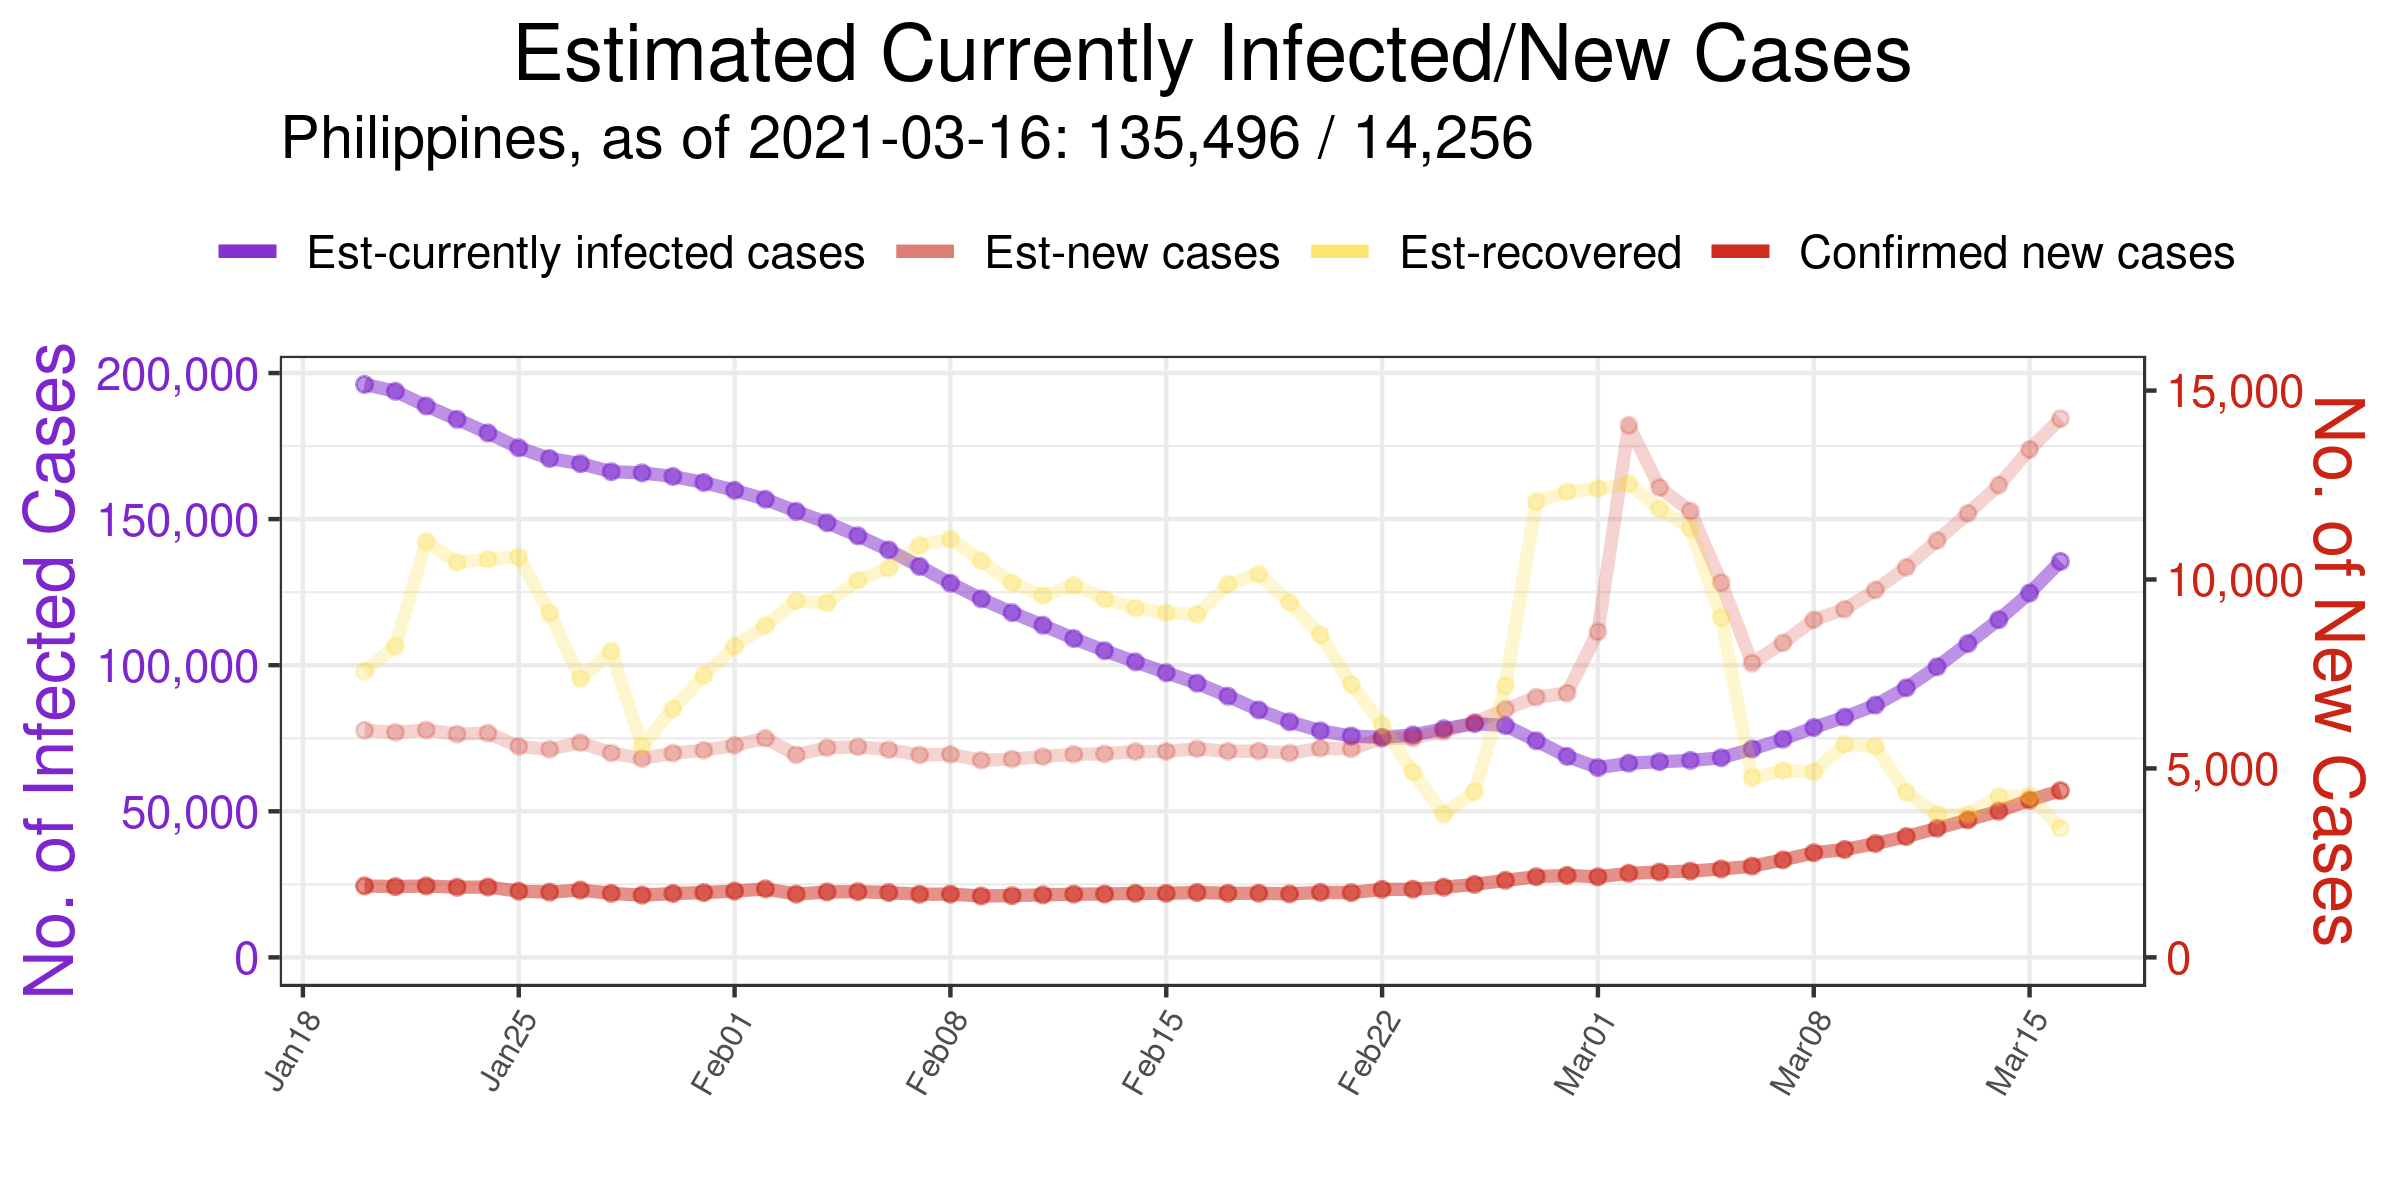 Estimated Currently Infected/New Cases
Philippines, as of 2021-03-16: 135,496 / 14,256
Est-currently infected cases Est-new cases Est-recovered Confirmed new cases
No. of Infected Cases
200,000
150,000
100,000
50,000
0
15,000
10,000
5,000
0
No. of New Cases
Jan18 Jan25 Feb01 Feb08 Feb15 Feb22 Mar01 Mar08 Mar15